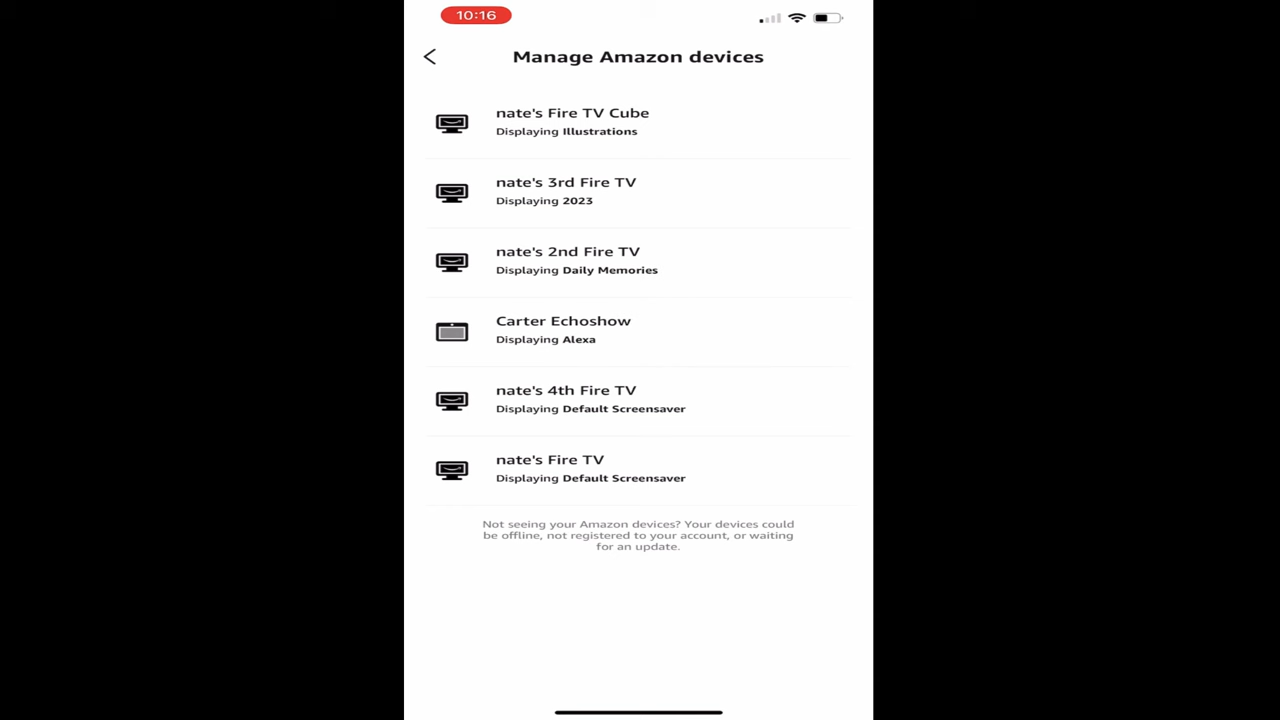 10:16
Manage Amazon devices
nate's Fire TV Cube
Displaying Illustrations
nate's 3rd Fire TV
Displaying 2023
nate's 2nd Fire TV
Displaying Daily Memories
Carter Echoshow
Displaying Alexa
nate's 4th Fire TV
Displaying Default Screensaver
nate's Fire TV
Displaying Default Screensaver
Not seeing your Amazon devices? Your devices could
be offline, not registered to your account, or waiting
for an update.